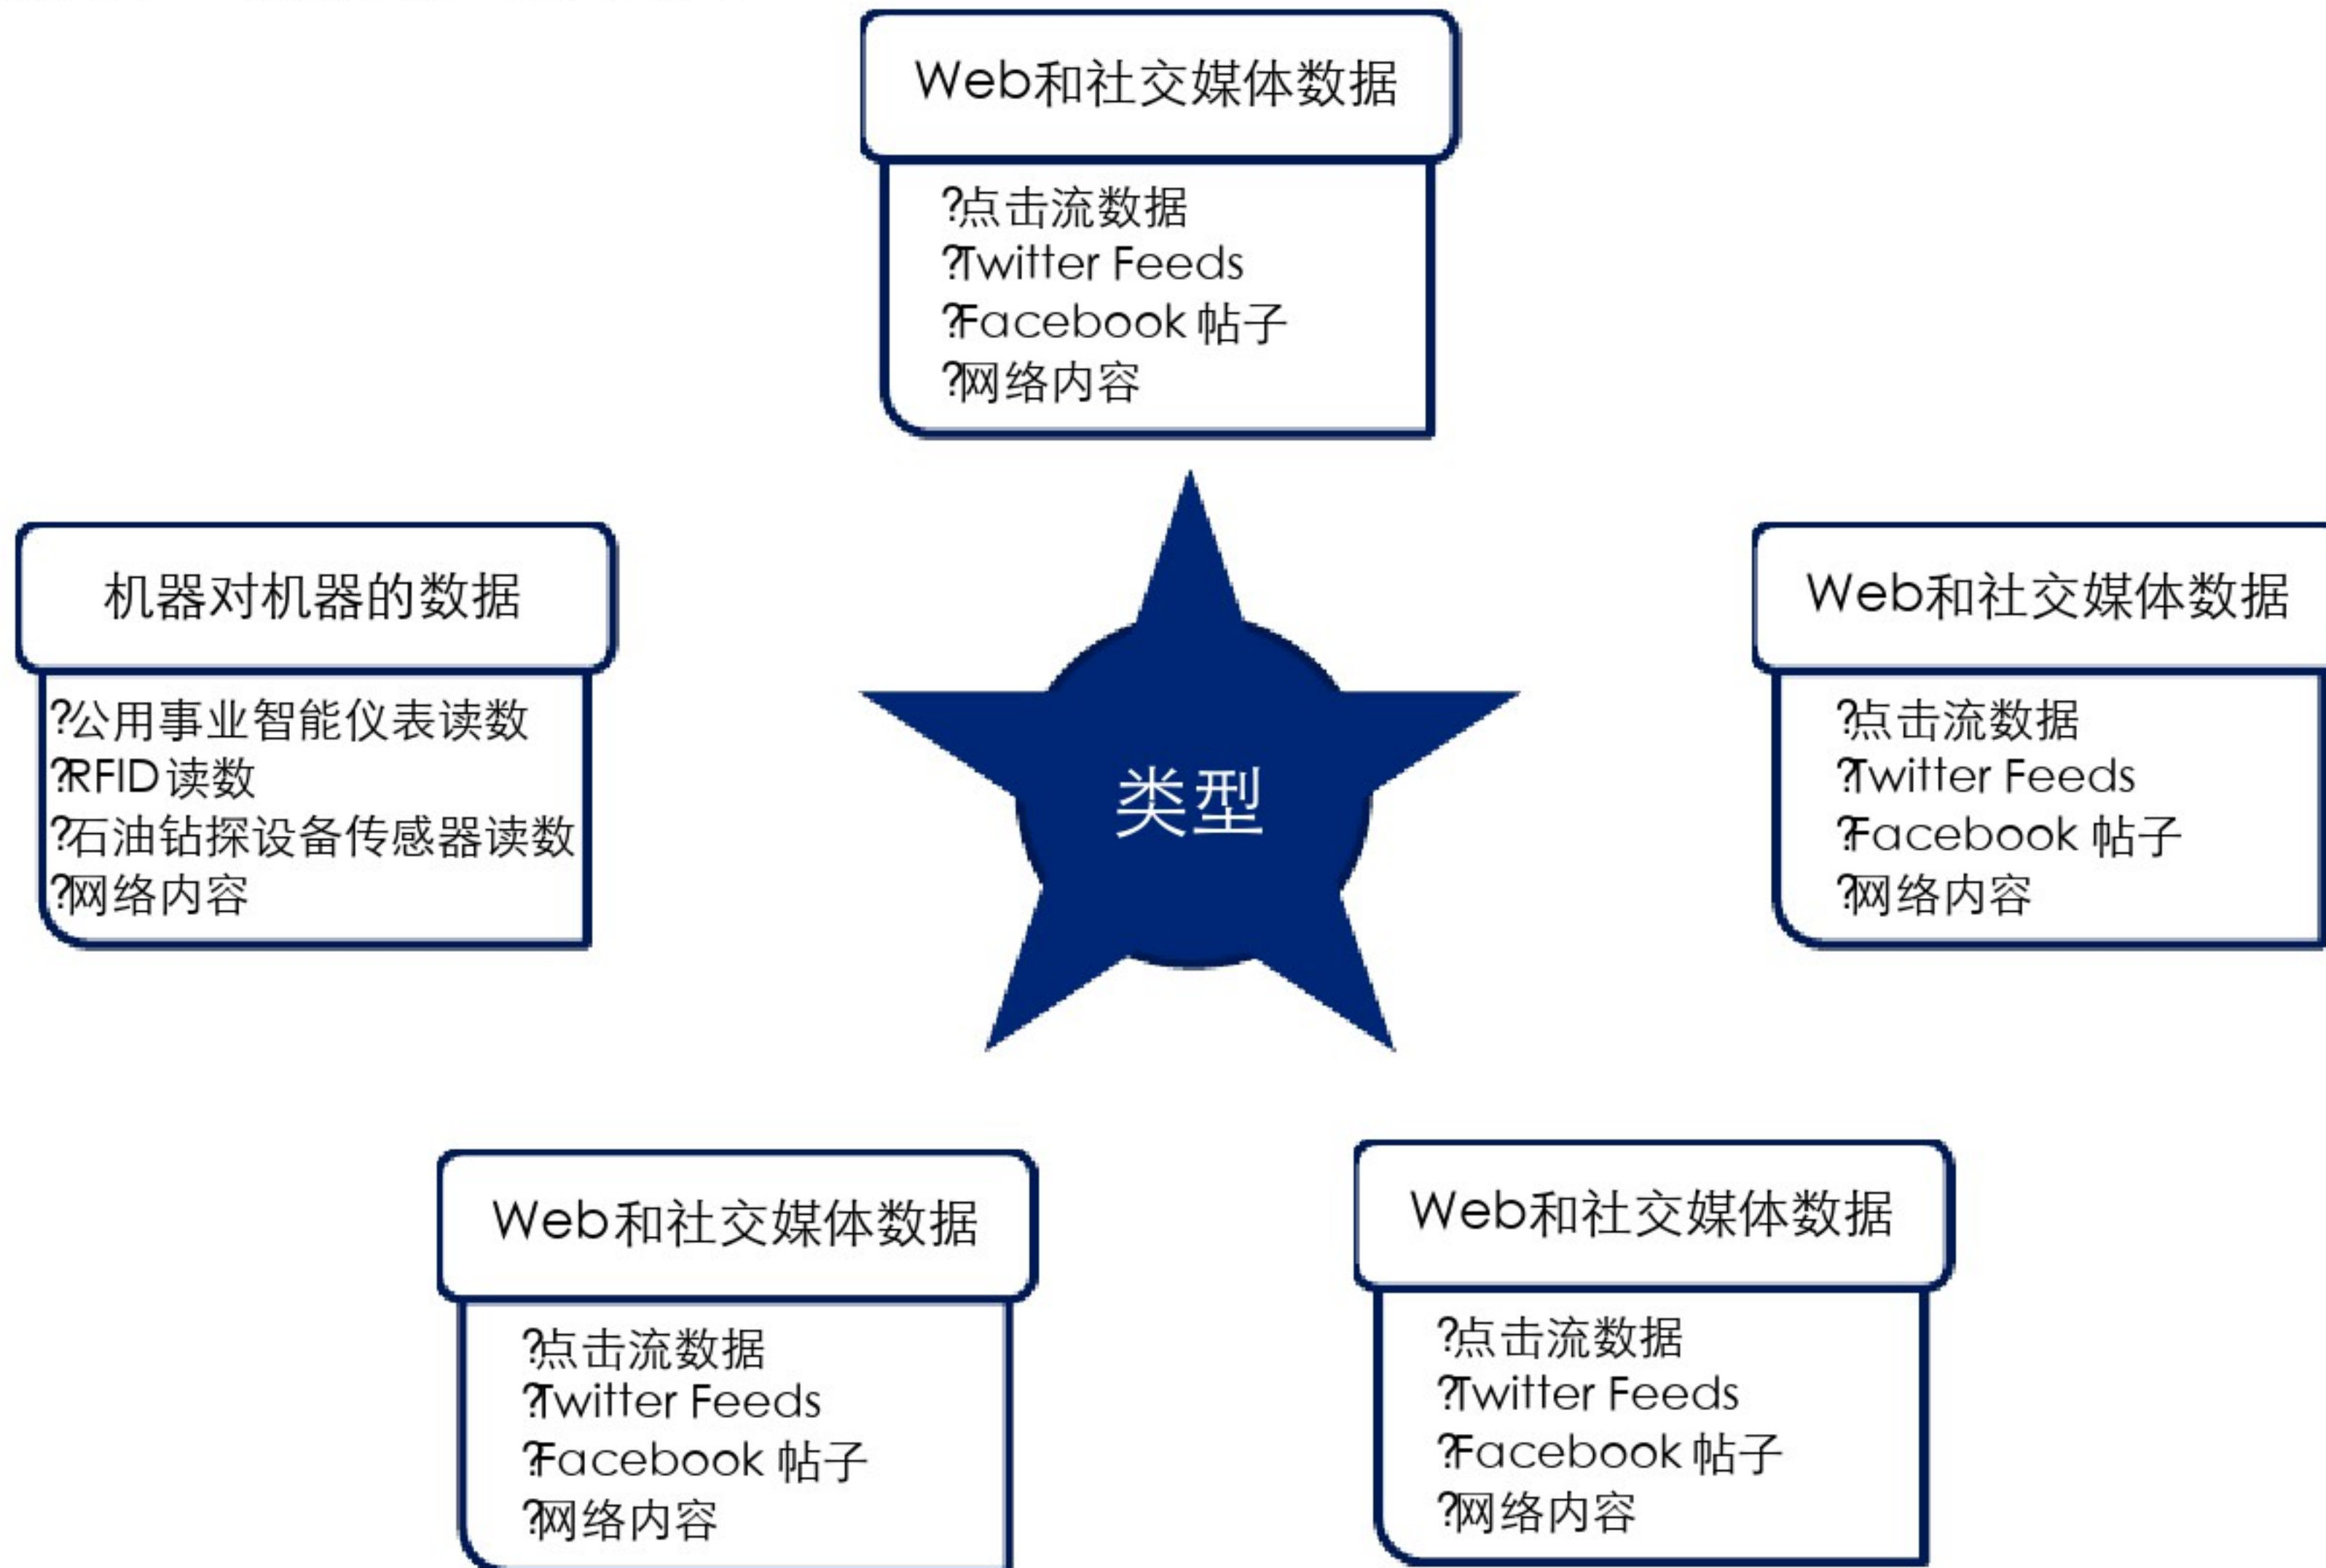 Web和社交媒体数据
?点击流数据
?Twitter Feeds
?Facebook 帖子
?网络内容
机器对机器的数据
?公用事业智能仪表读数
?RFID读数
?石油钻探设备传感器读数
?网络内容
类型
Web和社交媒体数据
?点击流数据
?Twitter Feeds
?Facebook 帖子
?网络内容
Web和社交媒体数据
?点击流数据
?Twitter Feeds
?Facebook 帖子
?网络内容
Web和社交媒体数据
?点击流数据
?Twitter Feeds
?Facebook 帖子
?网络内容